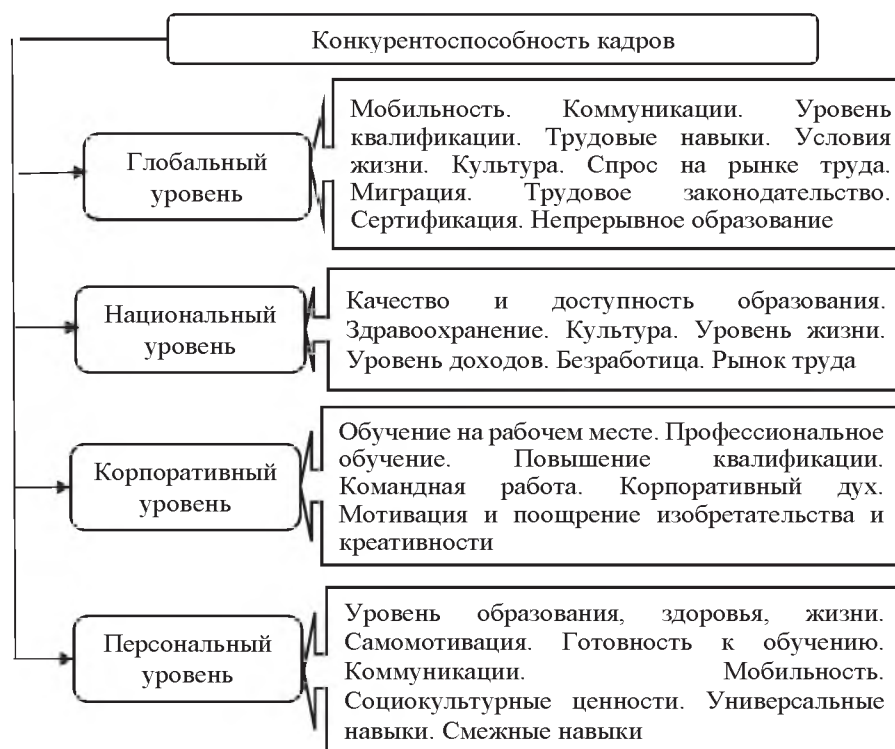 Конкурентоспособность кадров
Глобальный
уровень
Мобильность. Коммуникации. Уровень
квалификации. Трудовые навыки. Условия
жизни. Культура. Спрос на рынке труда.
Миграция. Трудовое законодательство.
Сертификация. Непрерывное образование
Национальный
уровень
Качество и доступность образования.
Здравоохранение. Культура. Уровень жизни.
Уровень доходов. Безработица. Рынок труда
Корпоративный
уровень
Обучение на рабочем месте. Профессиональное
обучение. Повышение квалификации.
Командная работа. Корпоративный дух.
Мотивация и поощрение изобретательства и
креативности
Персональный
уровень
Уровень образования, здоровья, жизни.
Самомотивация. Готовность к обучению.
Коммуникации. Мобильность.
Социокультурные ценности. Универсальные
навыки. Смежные навыки